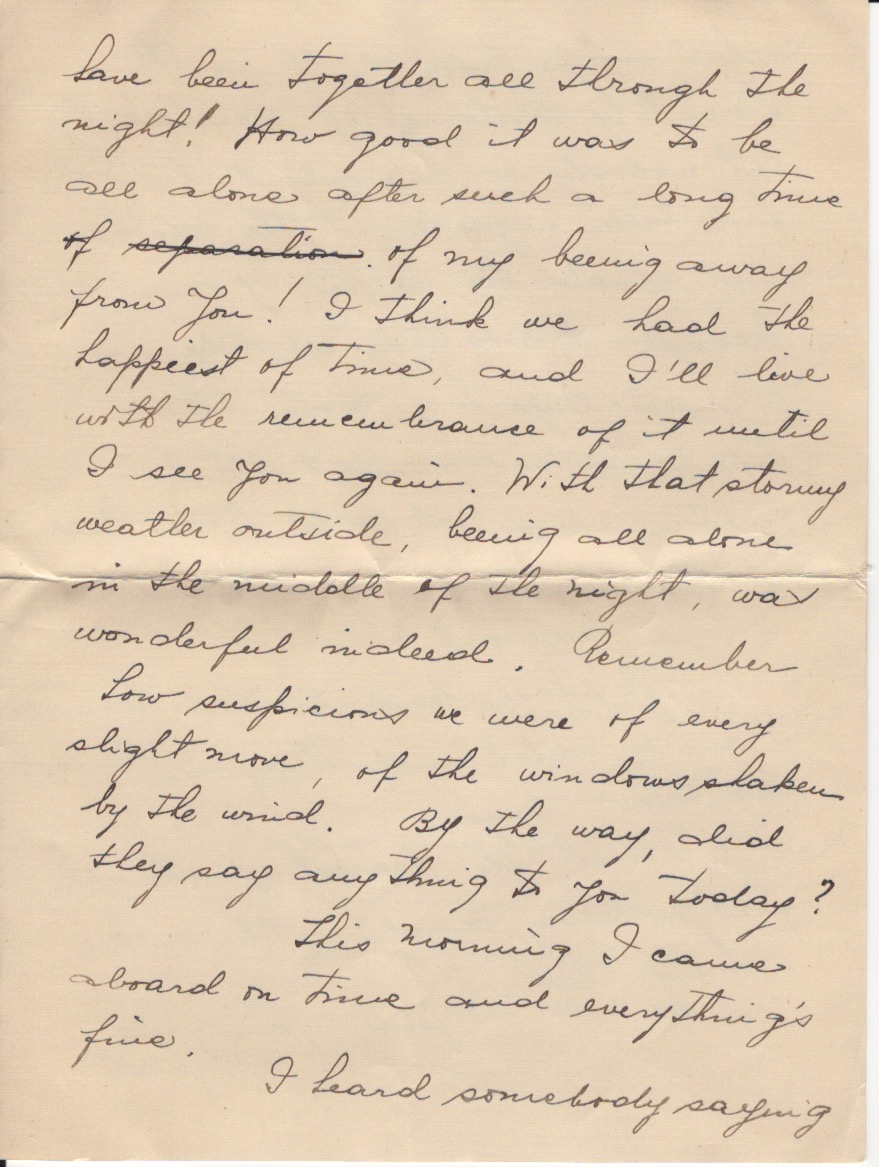 have been together all through the
night! How good it was to be
all alone after such a long time
of separation. of my beeing away
from You! I think we had the
happiest of time, and I'll live
with the remembrance of it until
I see You again. With that stormy
weather outside, beeing all alone
in the middle of the night, was
wonderful indeed. Remember
how suspicions we were of every
slight move, of the windows shaken
by the wind. By the way, did
they say anything to You today?
This morning I came
aboard on time and everything's
fine.
I heard somebody saying